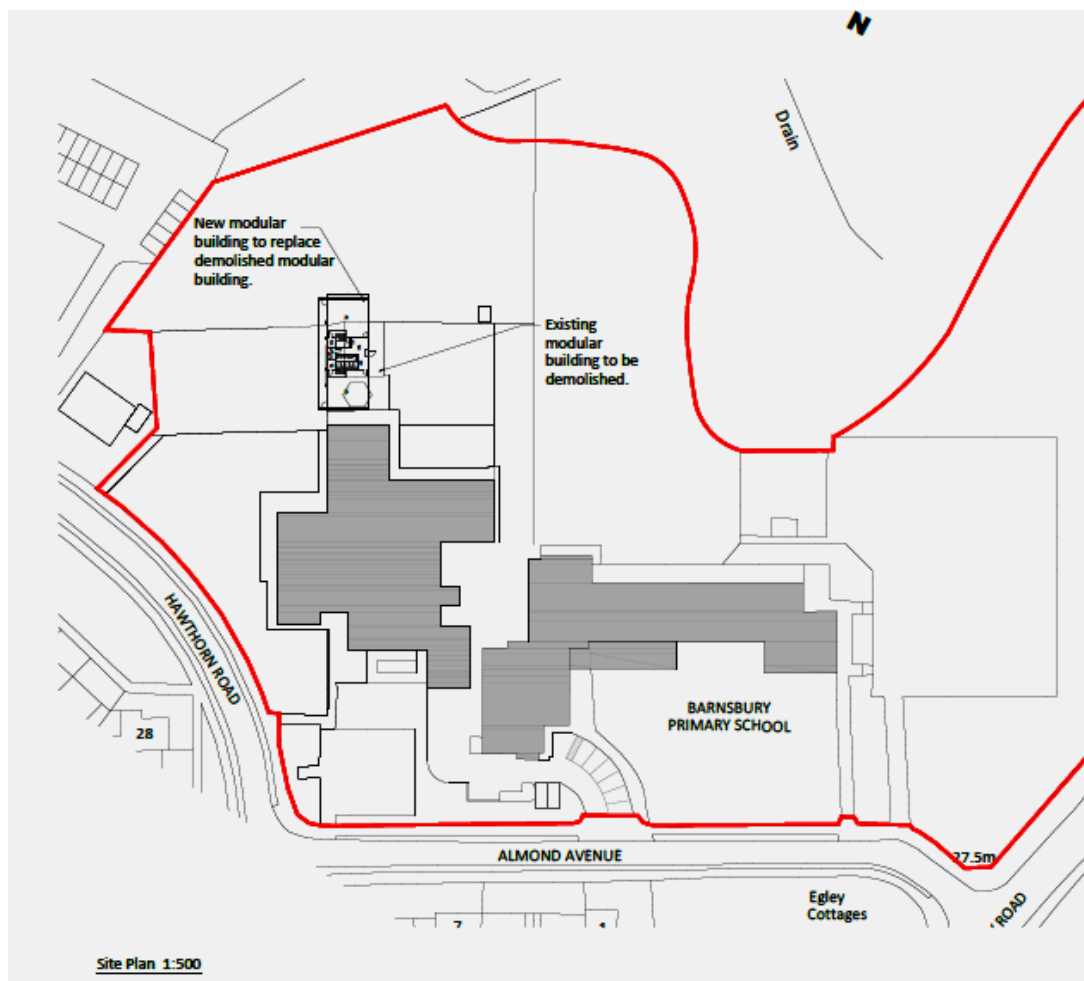 N
Drain
New modular
building to replace
demolished modular
building.
Existing
modular
building to be
demolished.
HAWTHORN ROAD
28
BARNSBURY
PRIMARY SCHOOL
ALMOND AVENUE
27.5m
Egley
Cottages
ROAD
7
1
Site Plan 1:500